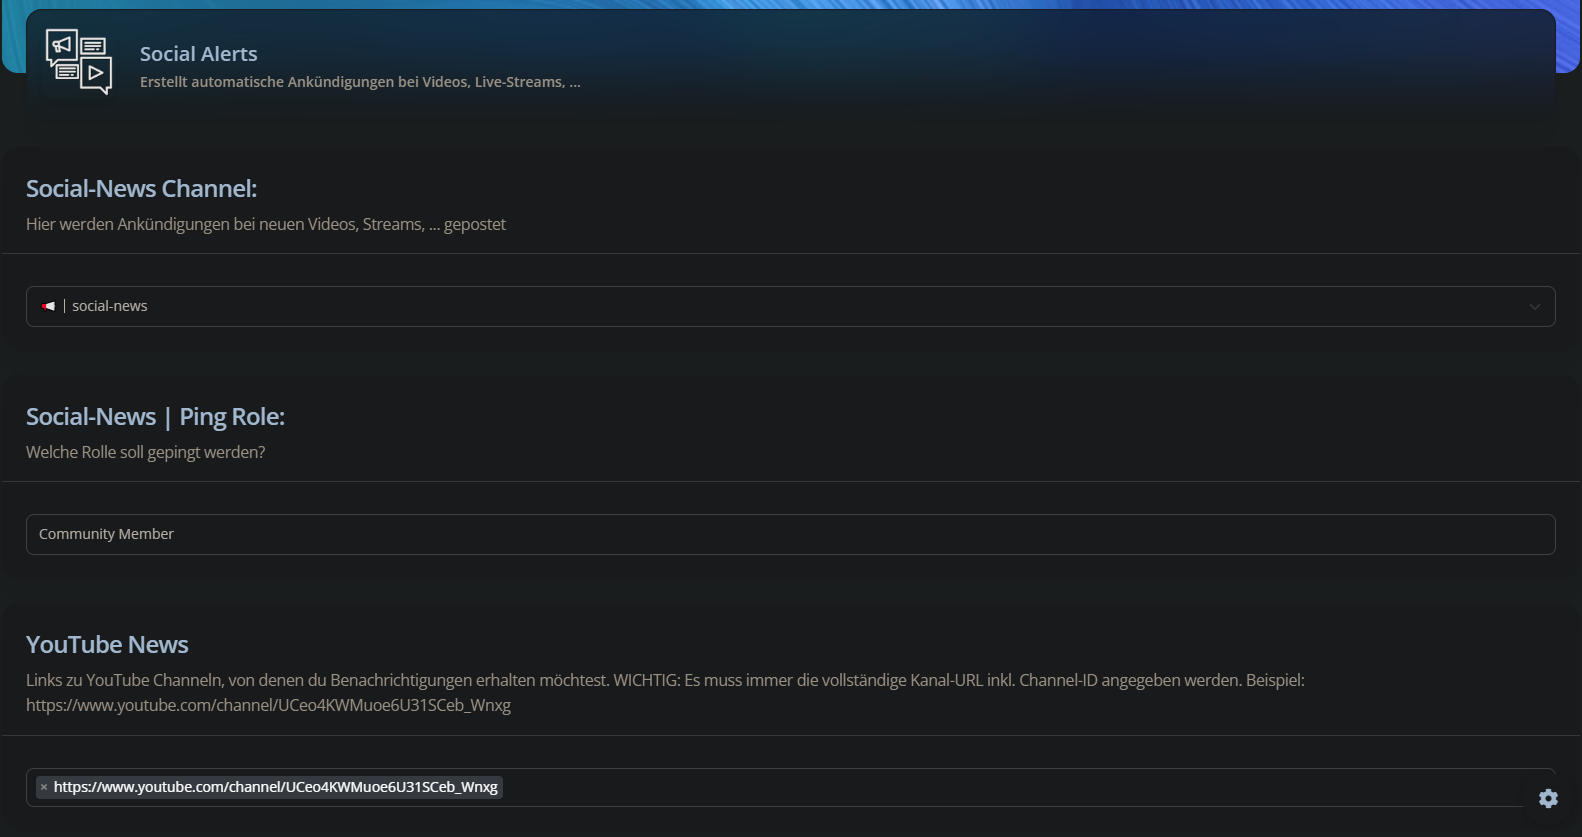 Social Alerts
Erstellt automatische Ankündigungen bei Videos, Live-Streams, ...
Social-News Channel:
Hier werden Ankündigungen bei neuen Videos, Streams, ... gepostet
📢 | social-news
Social-News | Ping Role:
Welche Rolle soll gepingt werden?
Community Member
YouTube News
Links zu YouTube Channeln, von denen du Benachrichtigungen erhalten möchtest. WICHTIG: Es muss immer die vollständige Kanal-URL inkl. Channel-ID angegeben werden. Beispiel:
https://www.youtube.com/channel/UCeo4KWMuoe6U31SCeb_Wnxg
× https://www.youtube.com/channel/UCeo4KWMuoe6U31SCeb_Wnxg